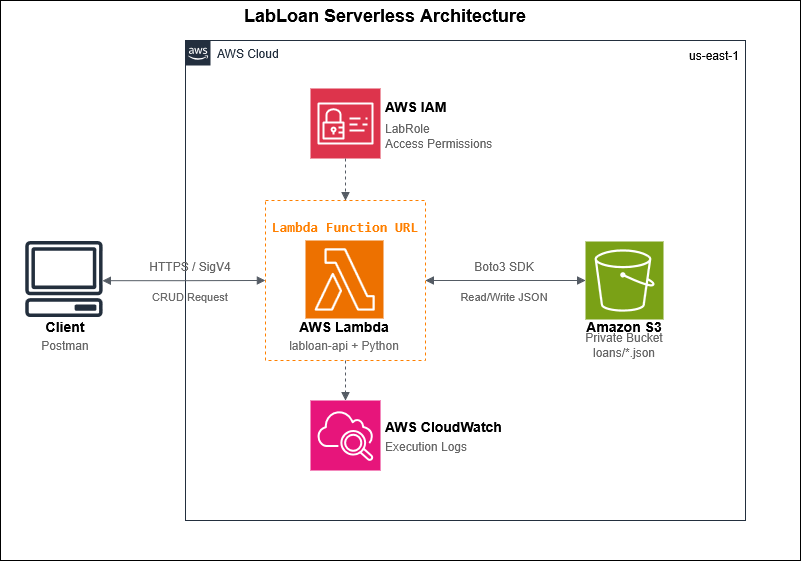 LabLoan Serverless Architecture
aws
AWS Cloud
us-east-1
AWS IAM
LabRole
Access Permissions
Lambda Function URL
HTTPS / SigV4
CRUD Request
Boto3 SDK
Read/Write JSON
Client
Postman
AWS Lambda
labloan-api + Python
Amazon S3
Private Bucket
loans/*.json
AWS CloudWatch
Execution Logs